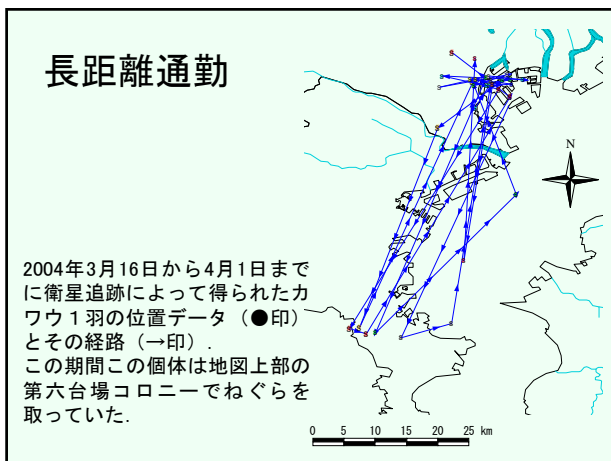 長距離通勤
N
2004年3月16日から4月1日まで
に衛星追跡によって得られたカ
ワウ１羽の位置データ（●印）
とその経路（→印）.
この期間この個体は地図上部の
第六台場コロニーでねぐらを
取っていた.
0 5 10 15 20 25 km